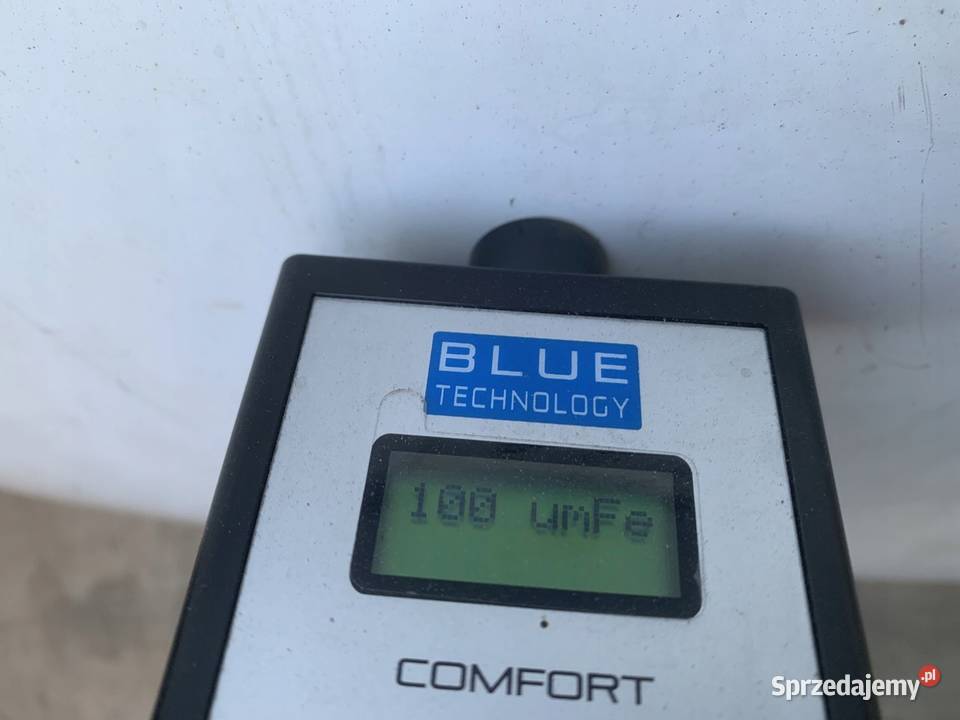 BLUE
TECHNOLOGY
100 umFe
COMFORT
Sprzedajemy.pl